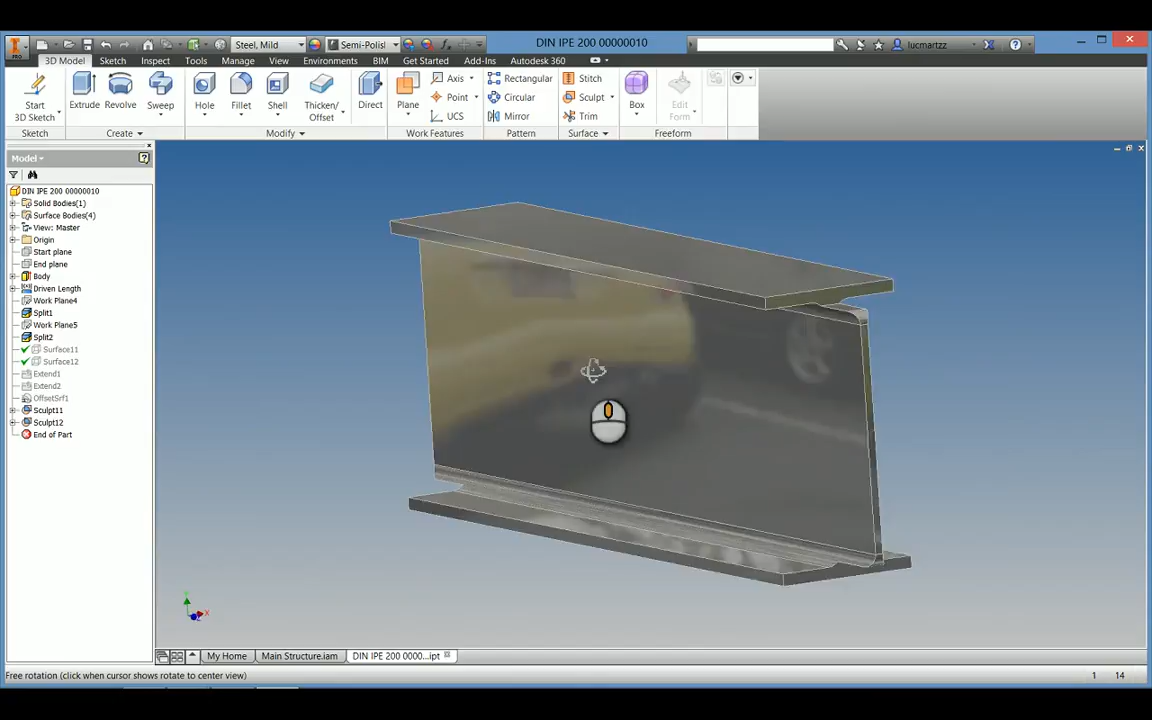 Steel, Mild
Semi-Polisl
DIN IPE 200 00000010
lucmartzz
PRO
3D Model
Sketch
Inspect
Tools
Manage
View
Environments
BIM
Get Started
Add-Ins
Autodesk 360
Start
3D Sketch
Extrude
Revolve
Sweep
Hole
Fillet
Shell
Thicken/
Offset
Direct
Plane
Axis
Point
UCS
Rectangular
Circular
Mirror
Stitch
Sculpt
Trim
Box
Edit
Form
Sketch
Create
Modify
Work Features
Pattern
Surface
Freeform
Model
DIN IPE 200 00000010
Solid Bodies(1)
Surface Bodies(4)
View: Master
Origin
Start plane
End plane
Body
Driven Length
Work Plane4
Split1
Work Plane5
Split2
Surface11
Surface12
Extend1
Extend2
OffsetSrf1
Sculpt11
Sculpt12
End of Part
My Home
Main Structure.iam
DIN IPE 200 0000...ipt
Free rotation (click when cursor shows rotate to center view)
1
14